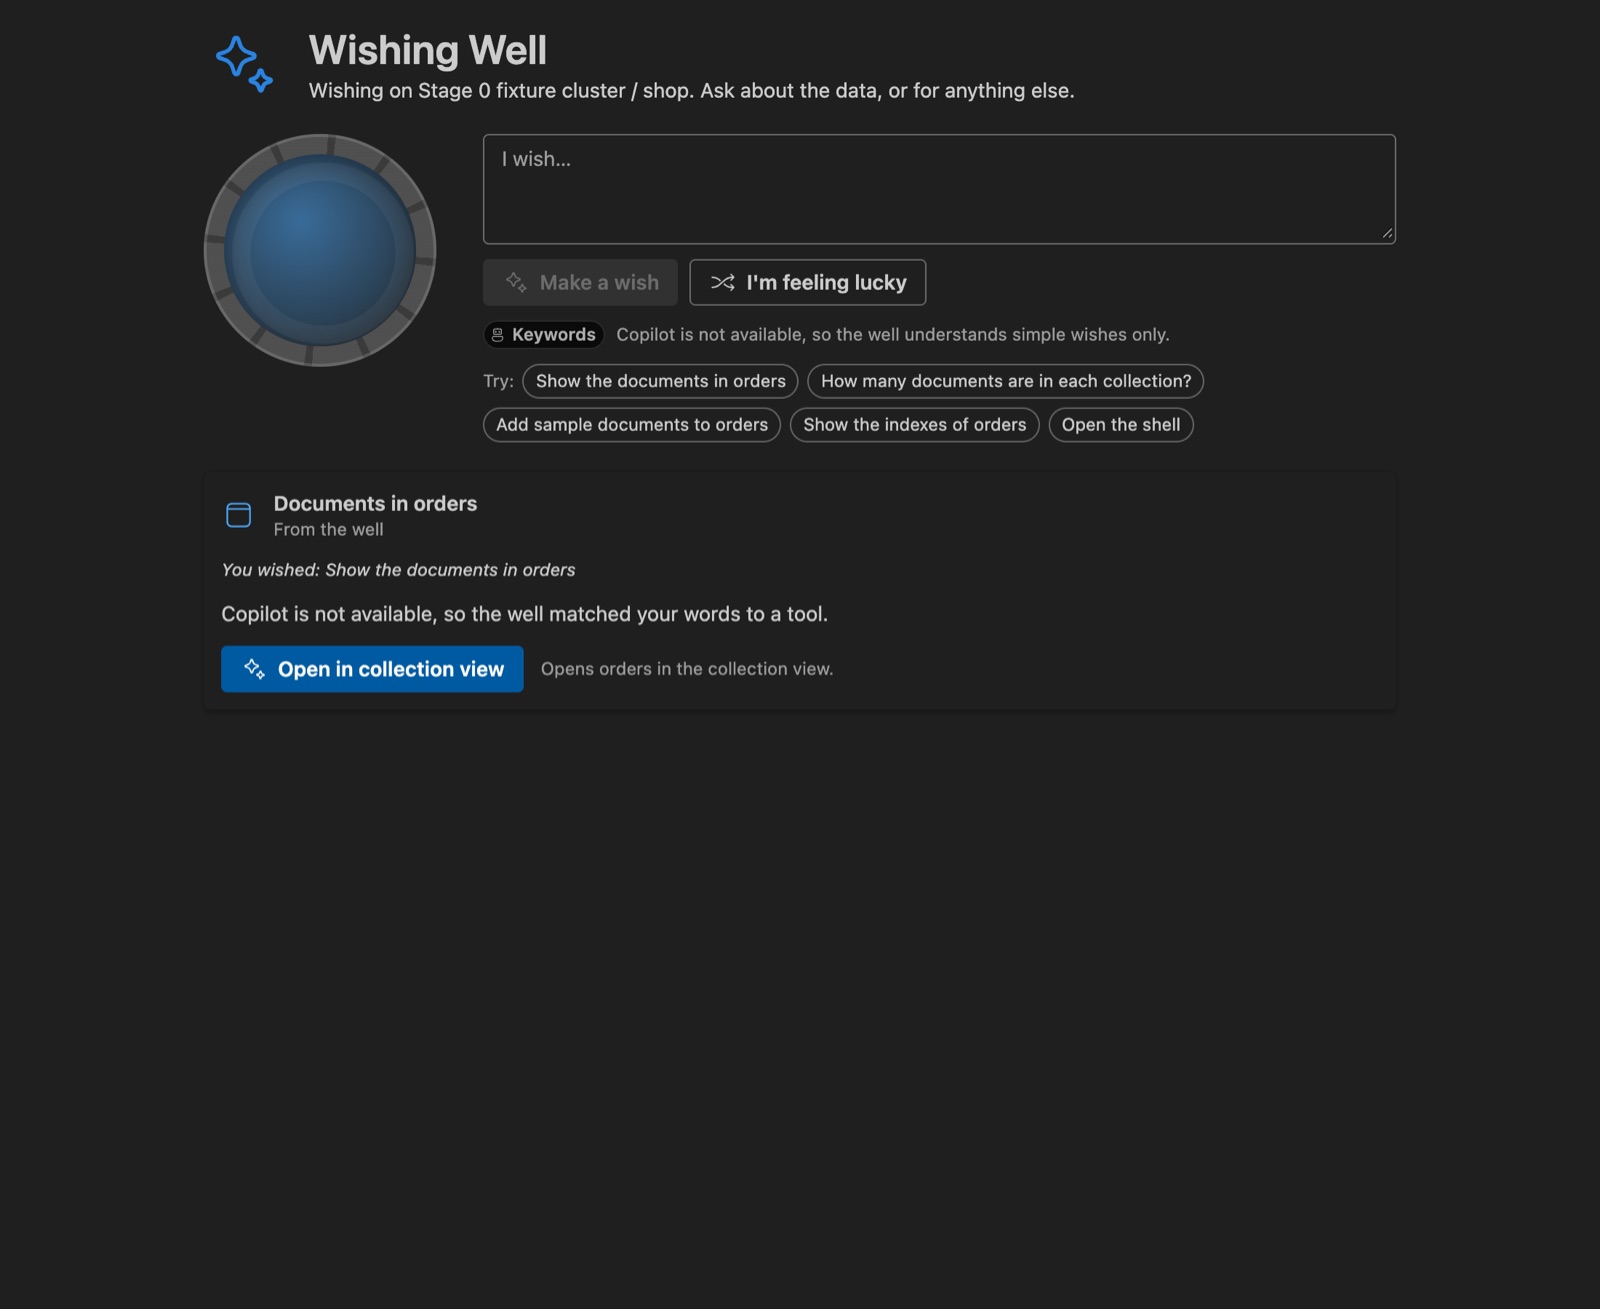 Wishing Well
Wishing on Stage 0 fixture cluster / shop. Ask about the data, or for anything else.
I wish...
Make a wish
I'm feeling lucky
Keywords
Copilot is not available, so the well understands simple wishes only.
Try:
Show the documents in orders
How many documents are in each collection?
Add sample documents to orders
Show the indexes of orders
Open the shell
Documents in orders
From the well
You wished: Show the documents in orders
Copilot is not available, so the well matched your words to a tool.
Open in collection view
Opens orders in the collection view.